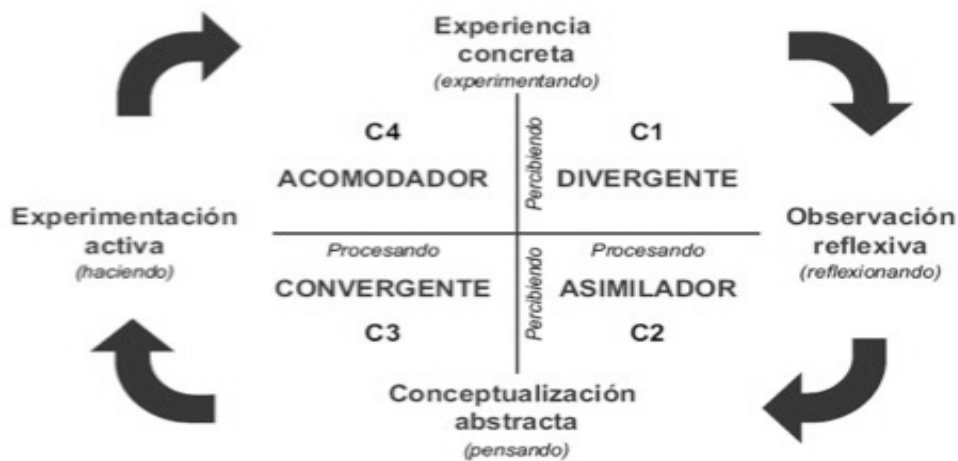 Experiencia
concreta
(experimentando)
C4
C1
Percibiendo
ACOMODADOR
DIVERGENTE
Experimentación
activa
(haciendo)
Observación
reflexiva
(reflexionando)
Procesando
Procesando
CONVERGENTE
Percibiendo
ASIMILADOR
C3
C2
Conceptualización
abstracta
(pensando)